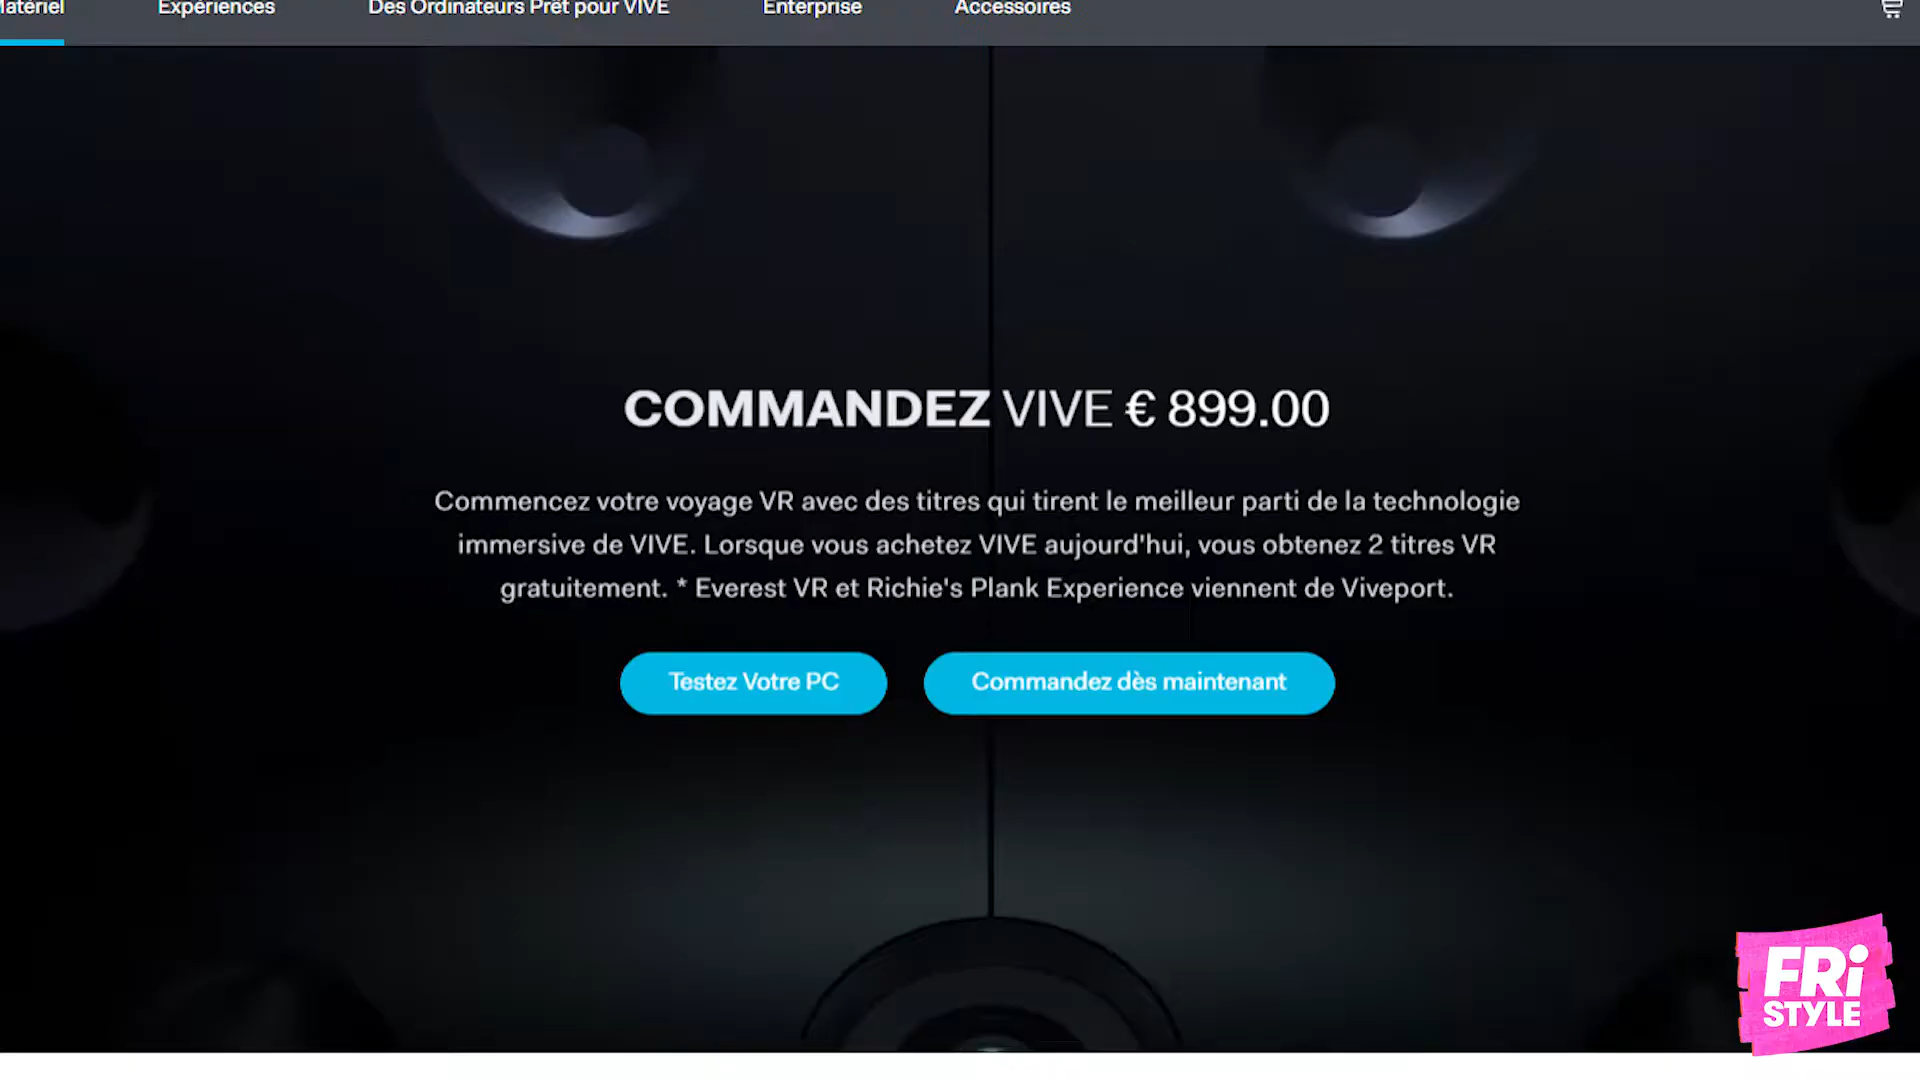 Matériel Expériences Des Ordinateurs Prêt pour VIVE Enterprise Accessoires
COMMANDEZ VIVE € 899.00
Commencez votre voyage VR avec des titres qui tirent le meilleur parti de la technologie
immersive de VIVE. Lorsque vous achetez VIVE aujourd'hui, vous obtenez 2 titres VR
gratuitement. * Everest VR et Richie's Plank Experience viennent de Viveport.
Testez Votre PC Commandez dès maintenant
FRi
STYLE